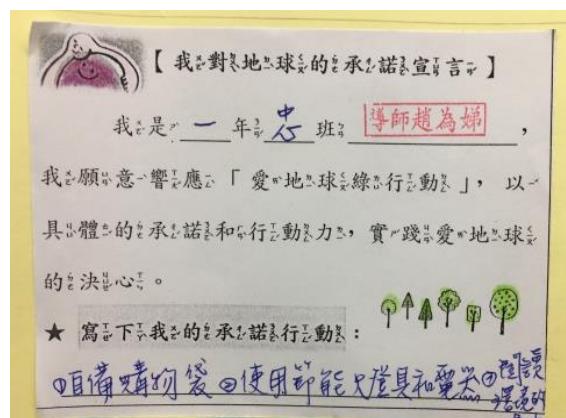 【我對地球的承諾宣言】
我是一年忠班導師趙為娣,
我願意響應「愛地球綠行動」,以
具體的承諾和行動力,實踐愛地球
的決心。
★ 寫下我的承諾行動:
①自備購物袋②使用節能燈具和電器③
環境的